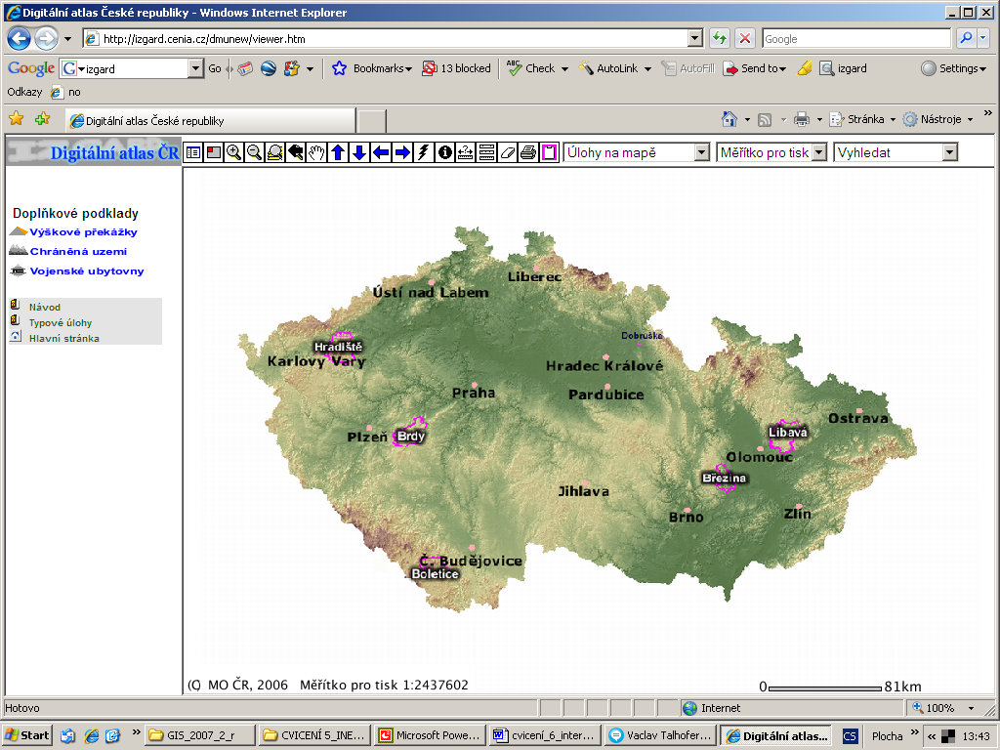 Digitální atlas České republiky - Windows Internet Explorer
http://izgard.cenia.cz/dmunew/viewer.htm
Google
Google
izgard
Go
Bookmarks
13 blocked
ABC
Check
AutoLink
AutoFill
Send to
izgard
Settings
Odkazy
no
Digitální atlas České republiky
Stránka
Nástroje
Digitální atlas ČR
Úlohy na mapě
Měřítko pro tisk
Vyhledat
Doplňkové podklady
Výškové překážky
Chráněná uzemi
Vojenské ubytovny
Návod
Typové úlohy
Hlavní stránka
Liberec
Ústí nad Labem
Dobruška
Hradiště
Karlovy Vary
Hradec Králové
Praha
Pardubice
Ostrava
Plzeň
Brdy
Libavá
Olomouc
Březina
Jihlava
Brno
Zlín
Č. Budějovice
Boletice
(C) MO ČR, 2006 Měřítko pro tisk 1:2437602
0 81km
Hotovo
Internet
100%
Start
GIS_2007_2_r
CVICENÍ 5_INE...
Microsoft Powe...
cviceni_6_inter...
Vaclav Talhofer...
Digitální atlas...
CS
Plocha
13:43